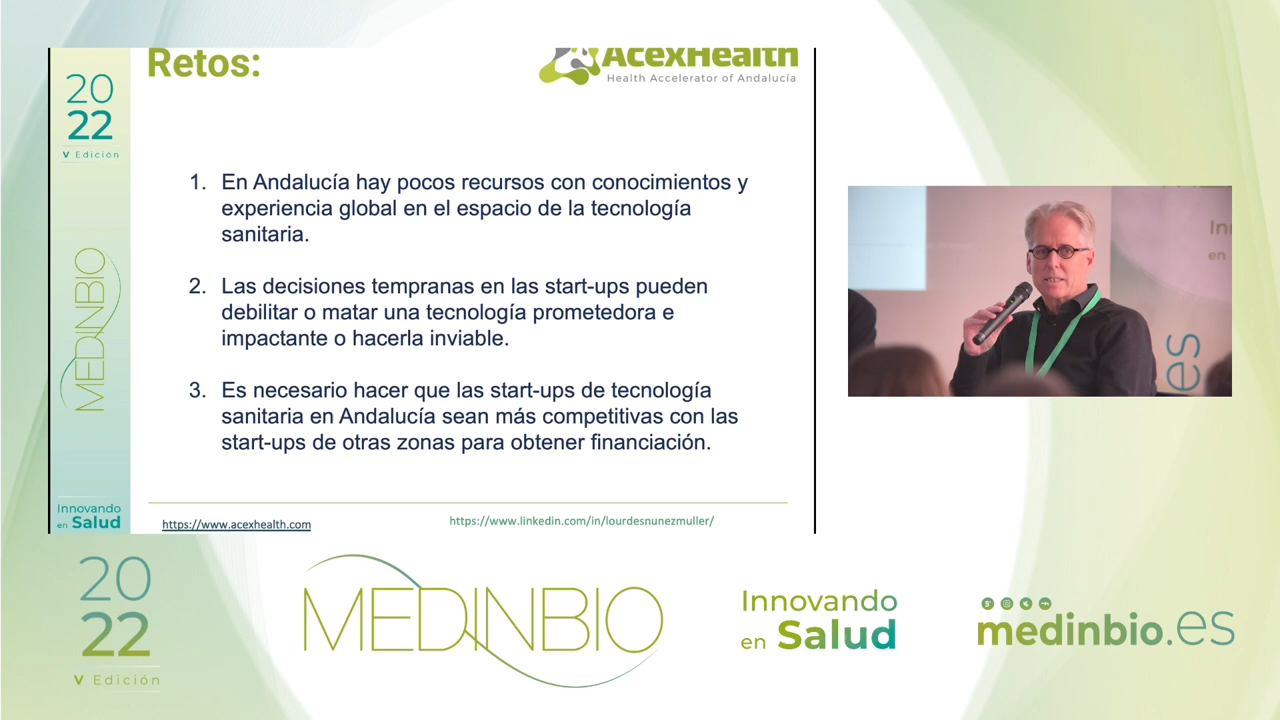 Retos:
AcexHealth
Health Accelerator of Andalucía
20
22
V Edición
MEDINBIO
Innovando
en Salud
1. En Andalucía hay pocos recursos con conocimientos y
experiencia global en el espacio de la tecnología
sanitaria.
2. Las decisiones tempranas en las start-ups pueden
debilitar o matar una tecnología prometedora e
impactante o hacerla inviable.
3. Es necesario hacer que las start-ups de tecnología
sanitaria en Andalucía sean más competitivas con las
start-ups de otras zonas para obtener financiación.
https://www.acexhealth.com
https://www.linkedin.com/in/lourdesnunezmuller/
In
en
es
20
22
V Edición
MEDINBIO
Innovando
en Salud
medinbio.es